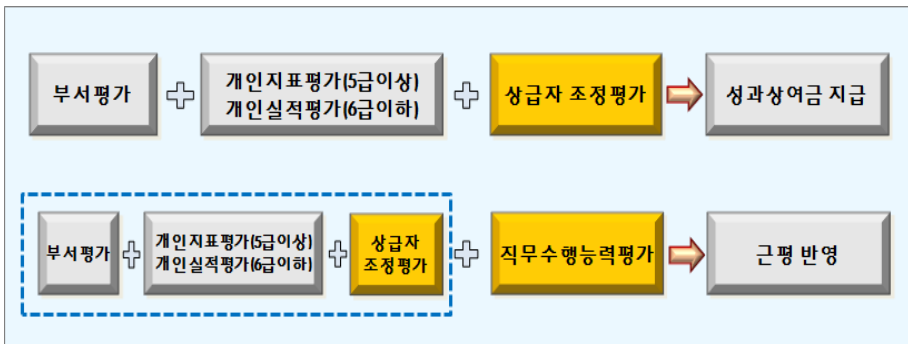 부서평가
개인지표평가(5급이상)
개인실적평가(6급이하)
상급자 조정평가
성과상여금 지급
부서평가
개인지표평가(5급이상)
개인실적평가(6급이하)
상급자
조정평가
직무수행능력평가
근평 반영